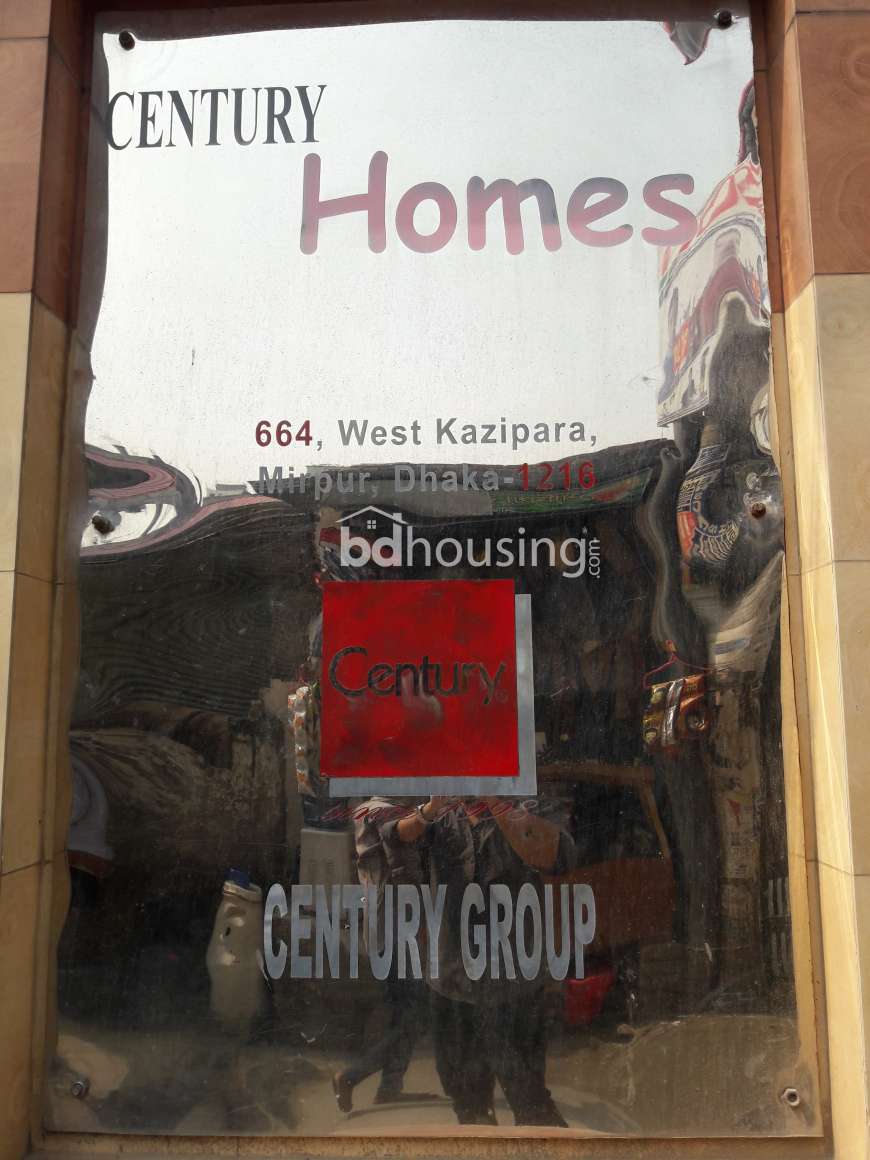 CENTURY
Homes
664, West Kazipara,
Mirpur, Dhaka-1216
bdhousing.com
Century
CENTURY GROUP